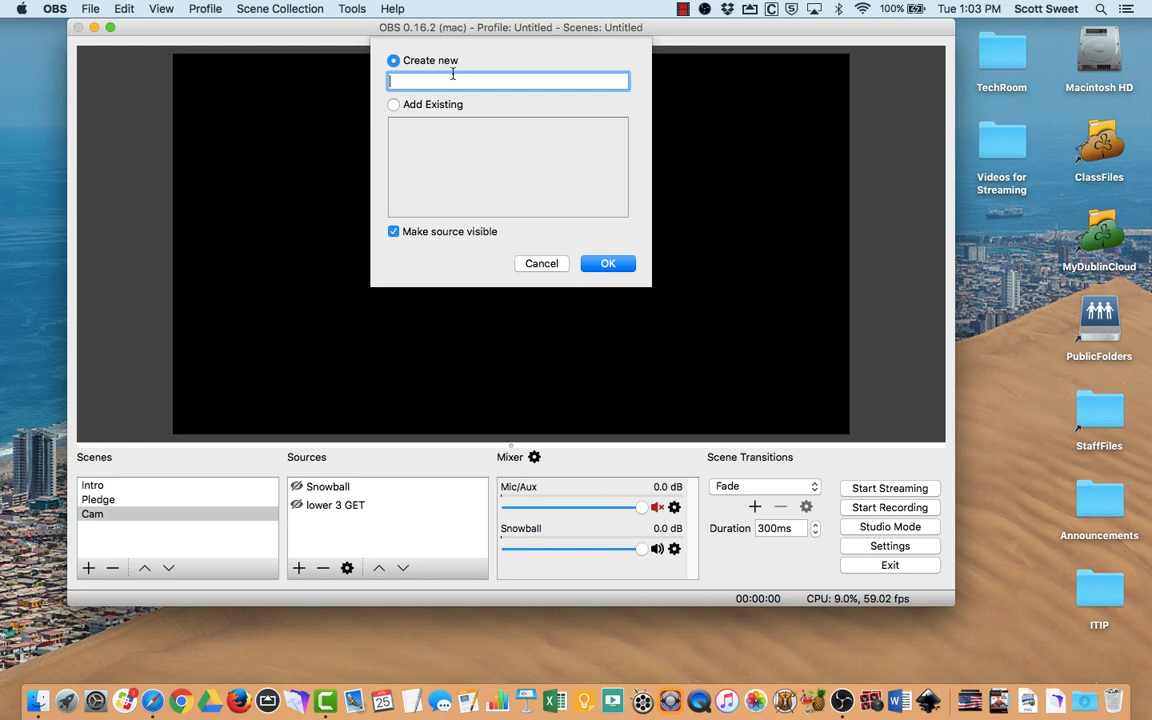 OBS File Edit View Profile Scene Collection Tools Help 100% Tue 1:03 PM Scott Sweet
OBS 0.16.2 (mac) - Profile: Untitled - Scenes: Untitled
Create new
Add Existing
Make source visible
Cancel OK
Scenes
Intro
Pledge
Cam
Sources
Snowball
lower 3 GET
Mixer
Mic/Aux 0.0 dB
Snowball 0.0 dB
Scene Transitions
Fade
Duration 300ms
Start Streaming
Start Recording
Studio Mode
Settings
Exit
00:00:00 CPU: 9.0%, 59.02 fps
TechRoom
Macintosh HD
Videos for
Streaming
ClassFiles
MyDublinCloud
PublicFolders
StaffFiles
Announcements
ITIP